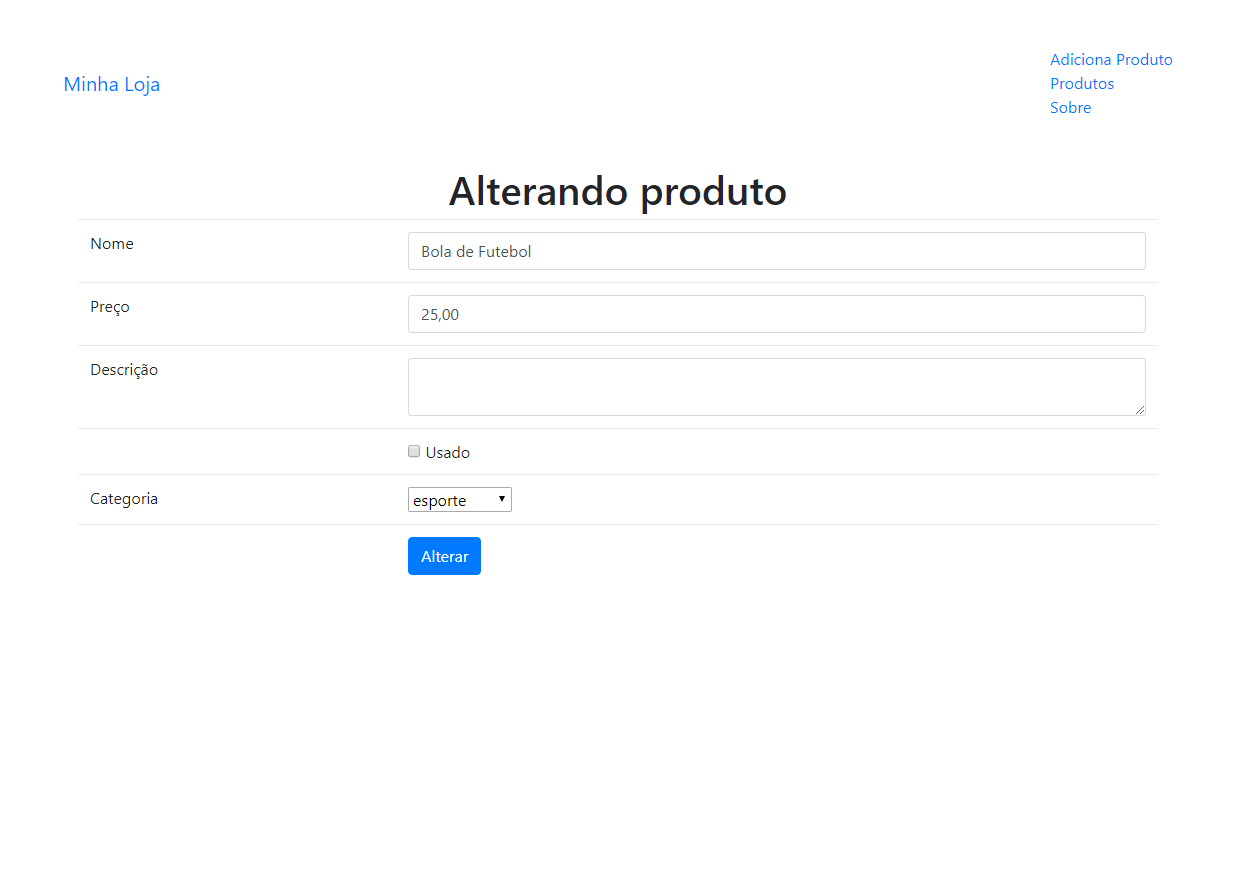 Minha Loja
Adiciona Produto
Produtos
Sobre
Alterando produto
Nome
Bola de Futebol
Preço
25,00
Descrição
Usado
Categoria
esporte
Alterar